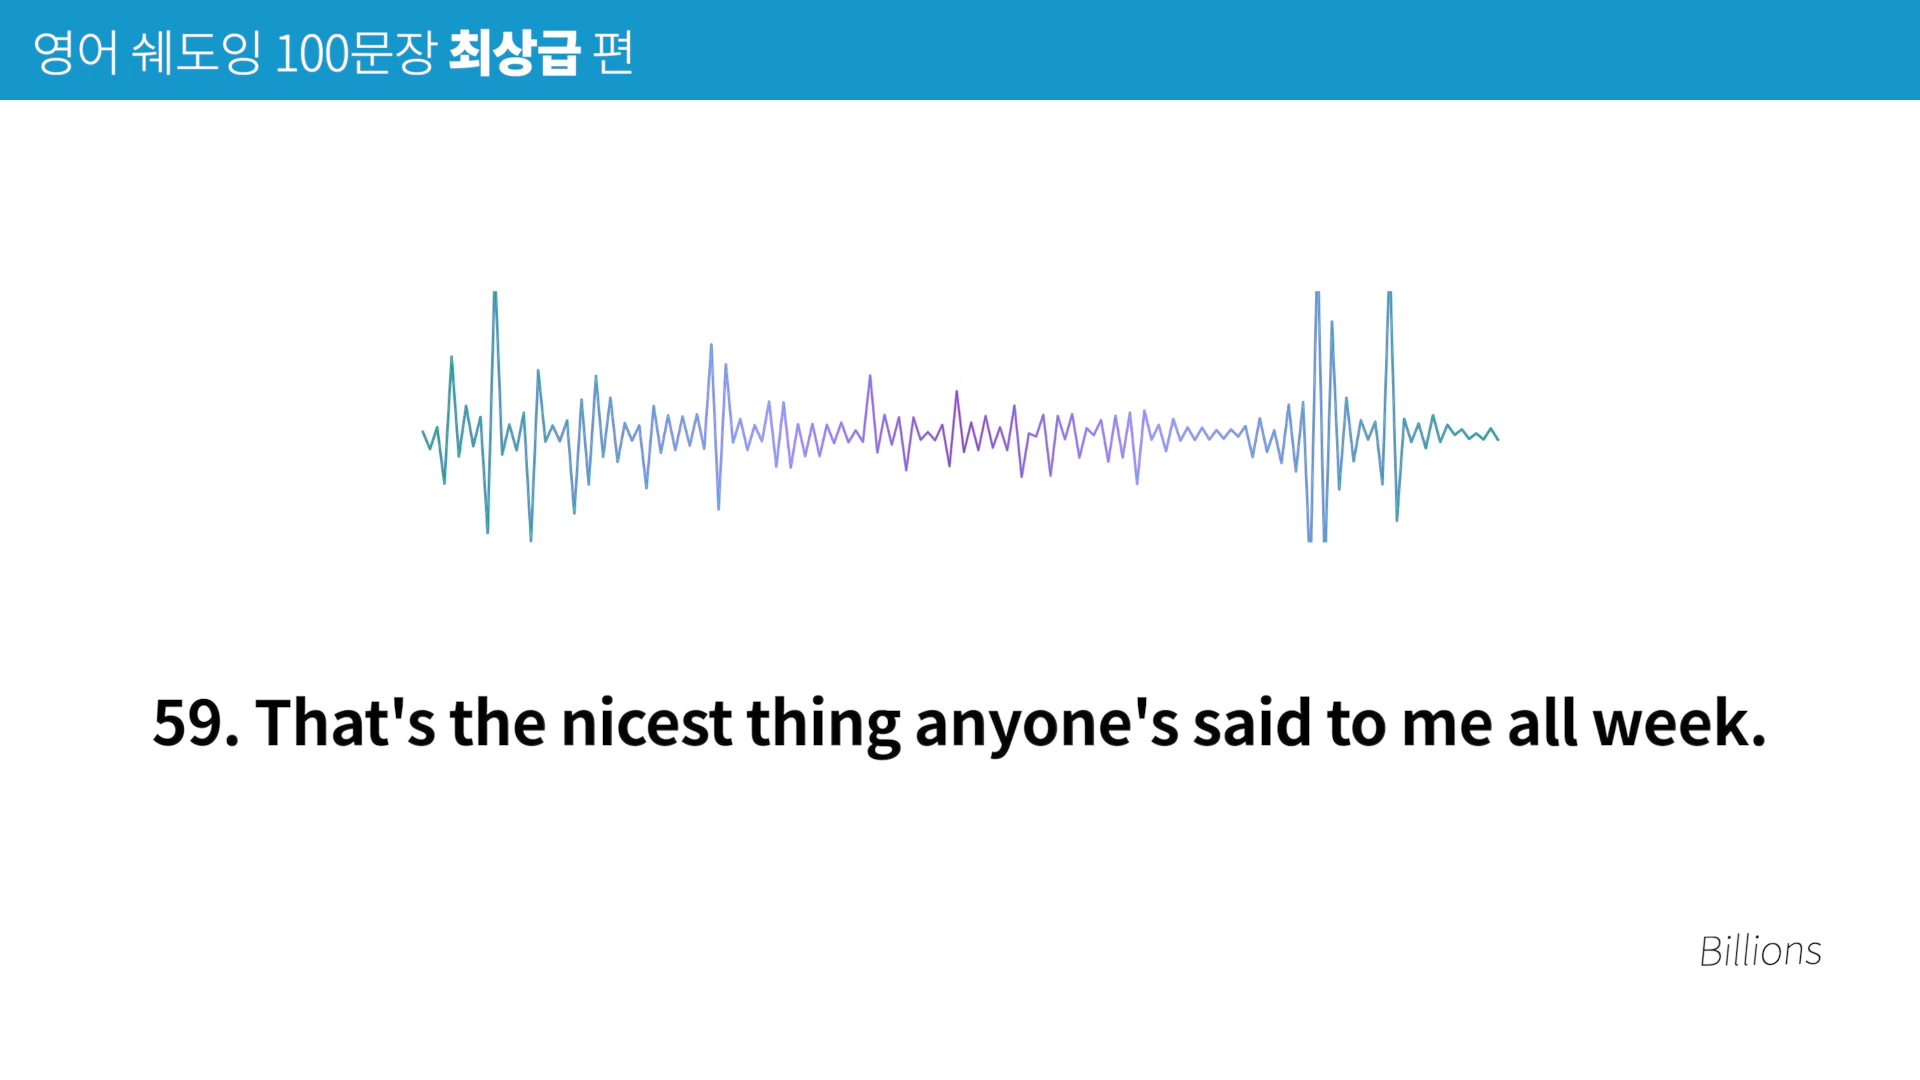 영어 쉐도잉 100문장 최상급 편
59. That's the nicest thing anyone's said to me all week.
Billions